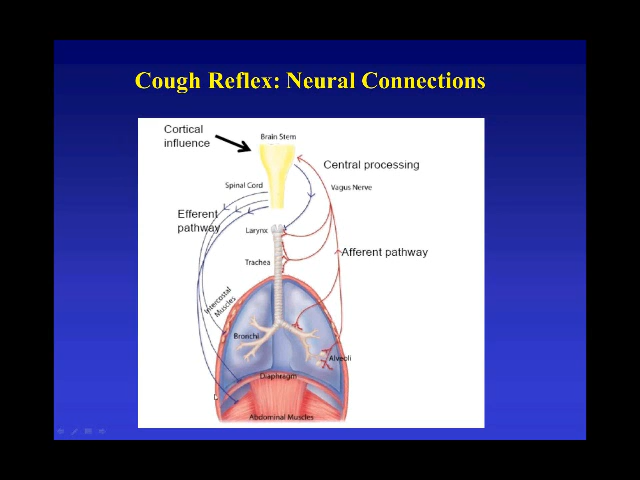 Cough Reflex: Neural Connections
Cortical
influence
Brain Stem
Central processing
Spinal Cord
Vagus Nerve
Efferent
pathway
Larynx
Afferent pathway
Trachea
Intercostal
Muscles
Bronchi
Alveoli
Diaphragm
Abdominal Muscles